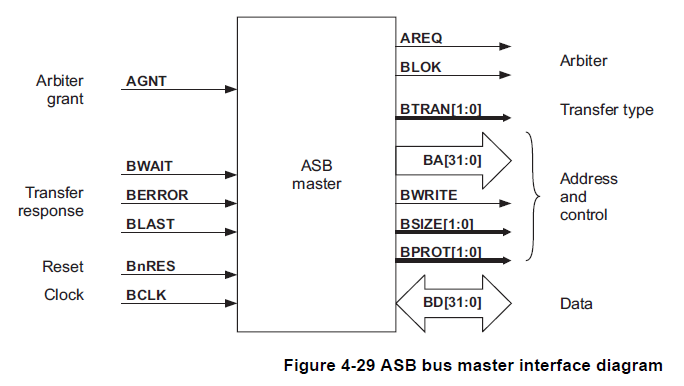 Arbiter
grant
AGNT
Transfer
response
BWAIT
BERROR
BLAST
Reset
BnRES
Clock
BCLK
ASB
master
AREQ
BLOK
Arbiter
BTRAN[1:0]
Transfer type
BA[31:0]
BWRITE
BSIZE[1:0]
BPROT[1:0]
Address
and
control
BD[31:0]
Data
Figure 4-29 ASB bus master interface diagram